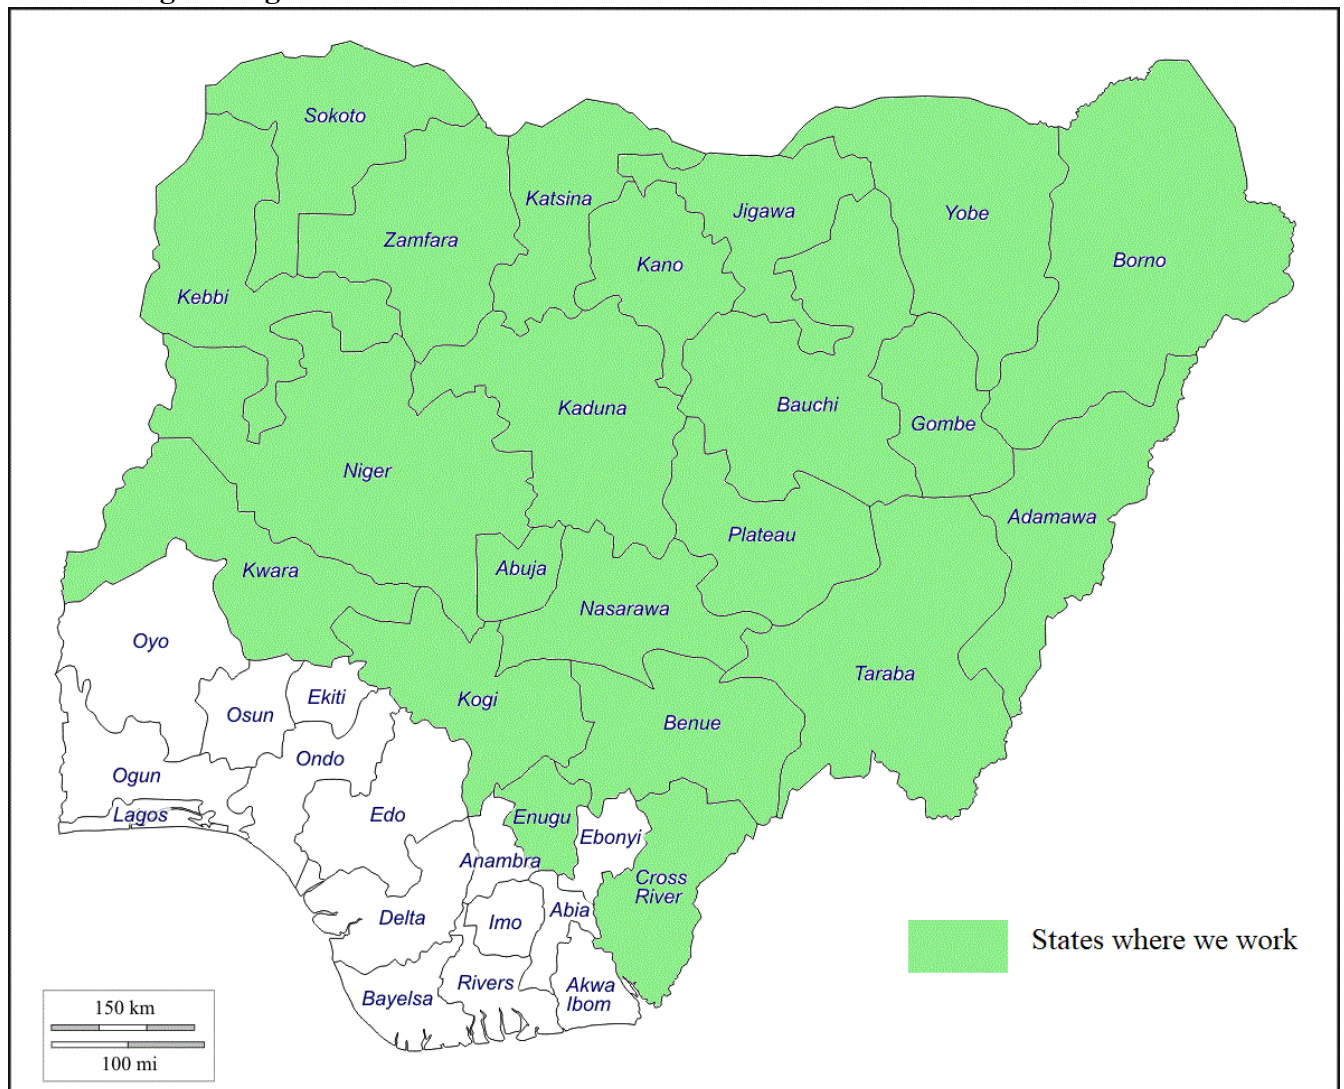 Sokoto
Katsina
Jigawa
Yobe
Zamfara
Kano
Borno
Kebbi
Kaduna
Bauchi
Gombe
Niger
Adamawa
Plateau
Abuja
Kwara
Nasarawa
Oyo
Taraba
Ekiti
Kogi
Osun
Benue
Ondo
Ogun
Lagos
Edo
Enugu
Ebonyi
Anambra
Cross
River
Delta
Imo
Abia
States where we work
Rivers
Akwa
Ibom
Bayelsa
150 km
100 mi